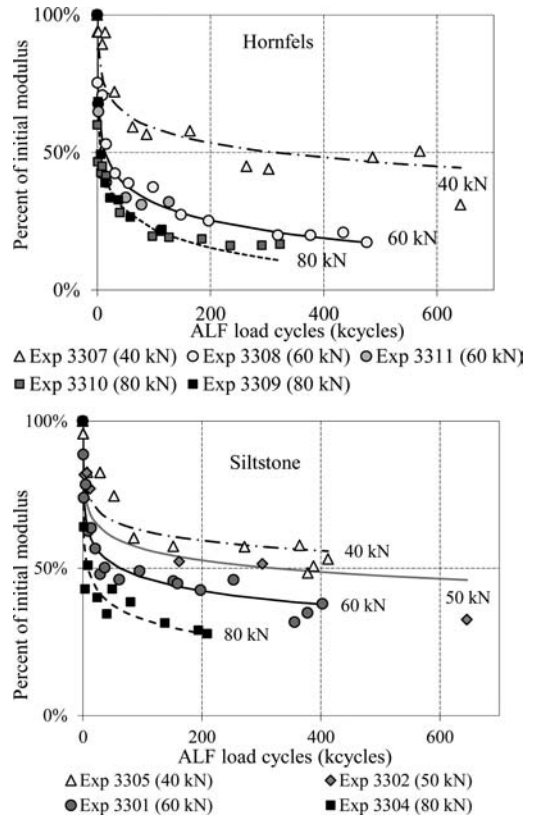 100%
Hornfels
Percent of initial modulus
50%
40 kN
60 kN
80 kN
0%
0 200 400 600
ALF load cycles (kcycles)
Exp 3307 (40 kN) Exp 3308 (60 kN) Exp 3311 (60 kN)
Exp 3310 (80 kN) Exp 3309 (80 kN)
100%
Siltstone
Percent of initial modulus
40 kN
50%
50 kN
60 kN
80 kN
0%
0 200 400 600
ALF load cycles (kcycles)
Exp 3305 (40 kN) Exp 3302 (50 kN)
Exp 3301 (60 kN) Exp 3304 (80 kN)